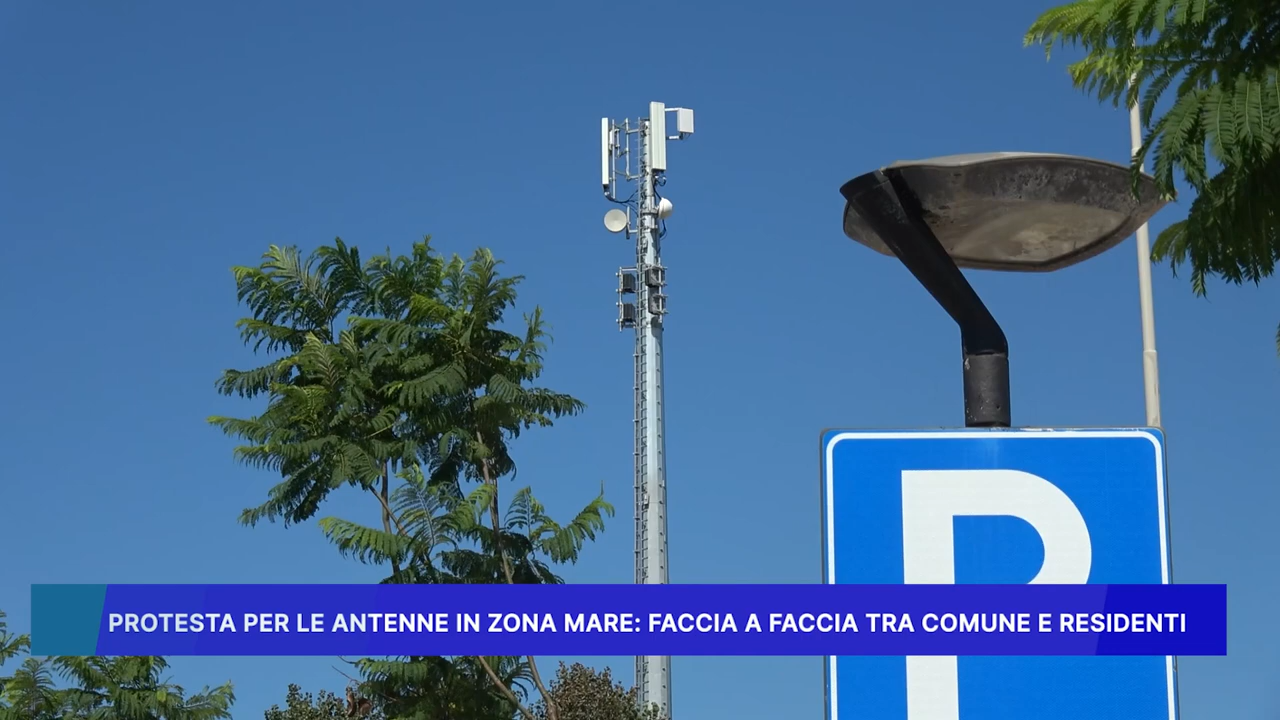 P
PROTESTA PER LE ANTENNE IN ZONA MARE: FACCIA A FACCIA TRA COMUNE E RESIDENTI